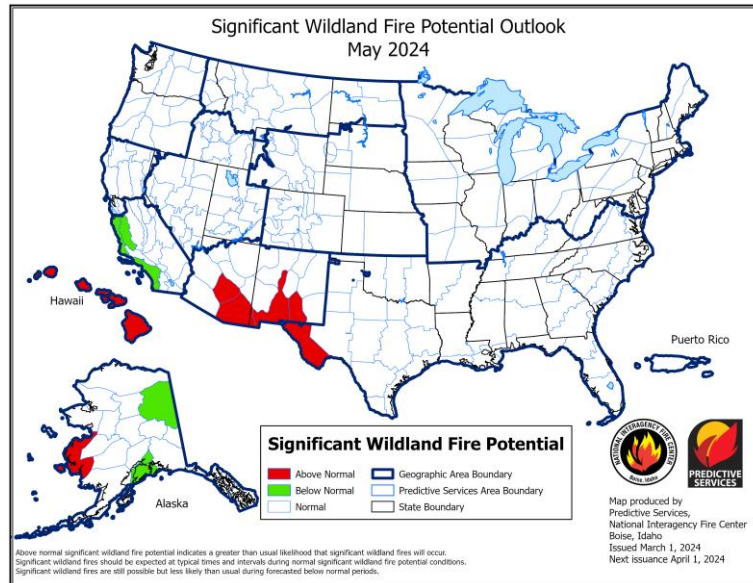 Significant Wildland Fire Potential Outlook
May 2024
Hawaii
Puerto Rico
Alaska
Significant Wildland Fire Potential
Above Normal
Below Normal
Normal
Geographic Area Boundary
Predictive Services Area Boundary
State Boundary
NATIONAL INTERAGENCY FIRE CENTER
Boise, Idaho
PREDICTIVE
SERVICES
Map produced by
Predictive Services,
National Interagency Fire Center
Boise, Idaho
Issued March 1, 2024
Next issuance April 1, 2024
Above normal significant wildland fire potential indicates a greater than usual likelihood that significant wildland fires will occur.
Significant wildland fires should be expected at typical times and intervals during normal significant wildland fire potential conditions.
Significant wildland fires are still possible but less likely than usual during forecasted below normal periods.